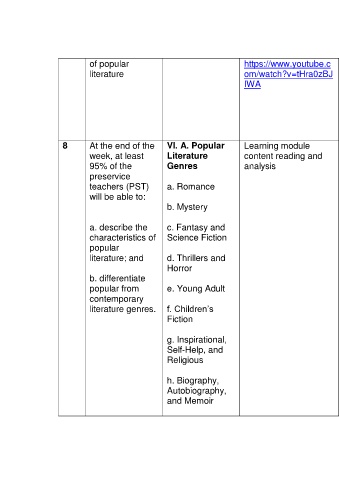 of popular
literature
https://www.youtube.c
om/watch?v=tHra0zBJ
IWA
8
At the end of the
week, at least
95% of the
preservice
teachers (PST)
will be able to:
a. describe the
characteristics of
popular
literature; and
b. differentiate
popular from
contemporary
literature genres.
VI. A. Popular
Literature
Genres
a. Romance
b. Mystery
c. Fantasy and
Science Fiction
d. Thrillers and
Horror
e. Young Adult
f. Children's
Fiction
g. Inspirational,
Self-Help, and
Religious
h. Biography,
Autobiography,
and Memoir
Learning module
content reading and
analysis